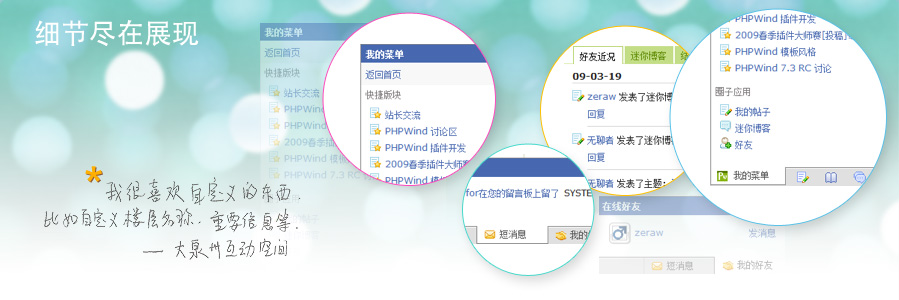 细节尽在展现
我的菜单
返回首页
快捷版块
站长交流
PHPWind
PHPWind 插
2009春季插
PHPWind 模板
PHPWind 7.3 RC 讨
我的菜单
返回首页
快捷版块
站长交流
PHPWind 讨论区
PHPWind 插件开发
2009春季插件大师赛
PHPWind 模板风格
好友近况
迷你博客
09-03-19
zeraw 发表了迷你博
回复
无聊者 发表了迷你博
回复
无聊者 发表了主题:
PHPWind 插件开发
2009春季插件大师赛[投稿]
PHPWind 模板风格
PHPWind 7.3 RC 讨论
圈子应用
我的帖子
迷你博客
好友
我的菜单
for在您的留言板上留了 SYSTE
短消息
我的
在线好友
zeraw
发消息
短消息
我的好友
*我很喜欢自定义的东西,
比如自定义楼层名称、重要信息等.
— 大泉州互动空间